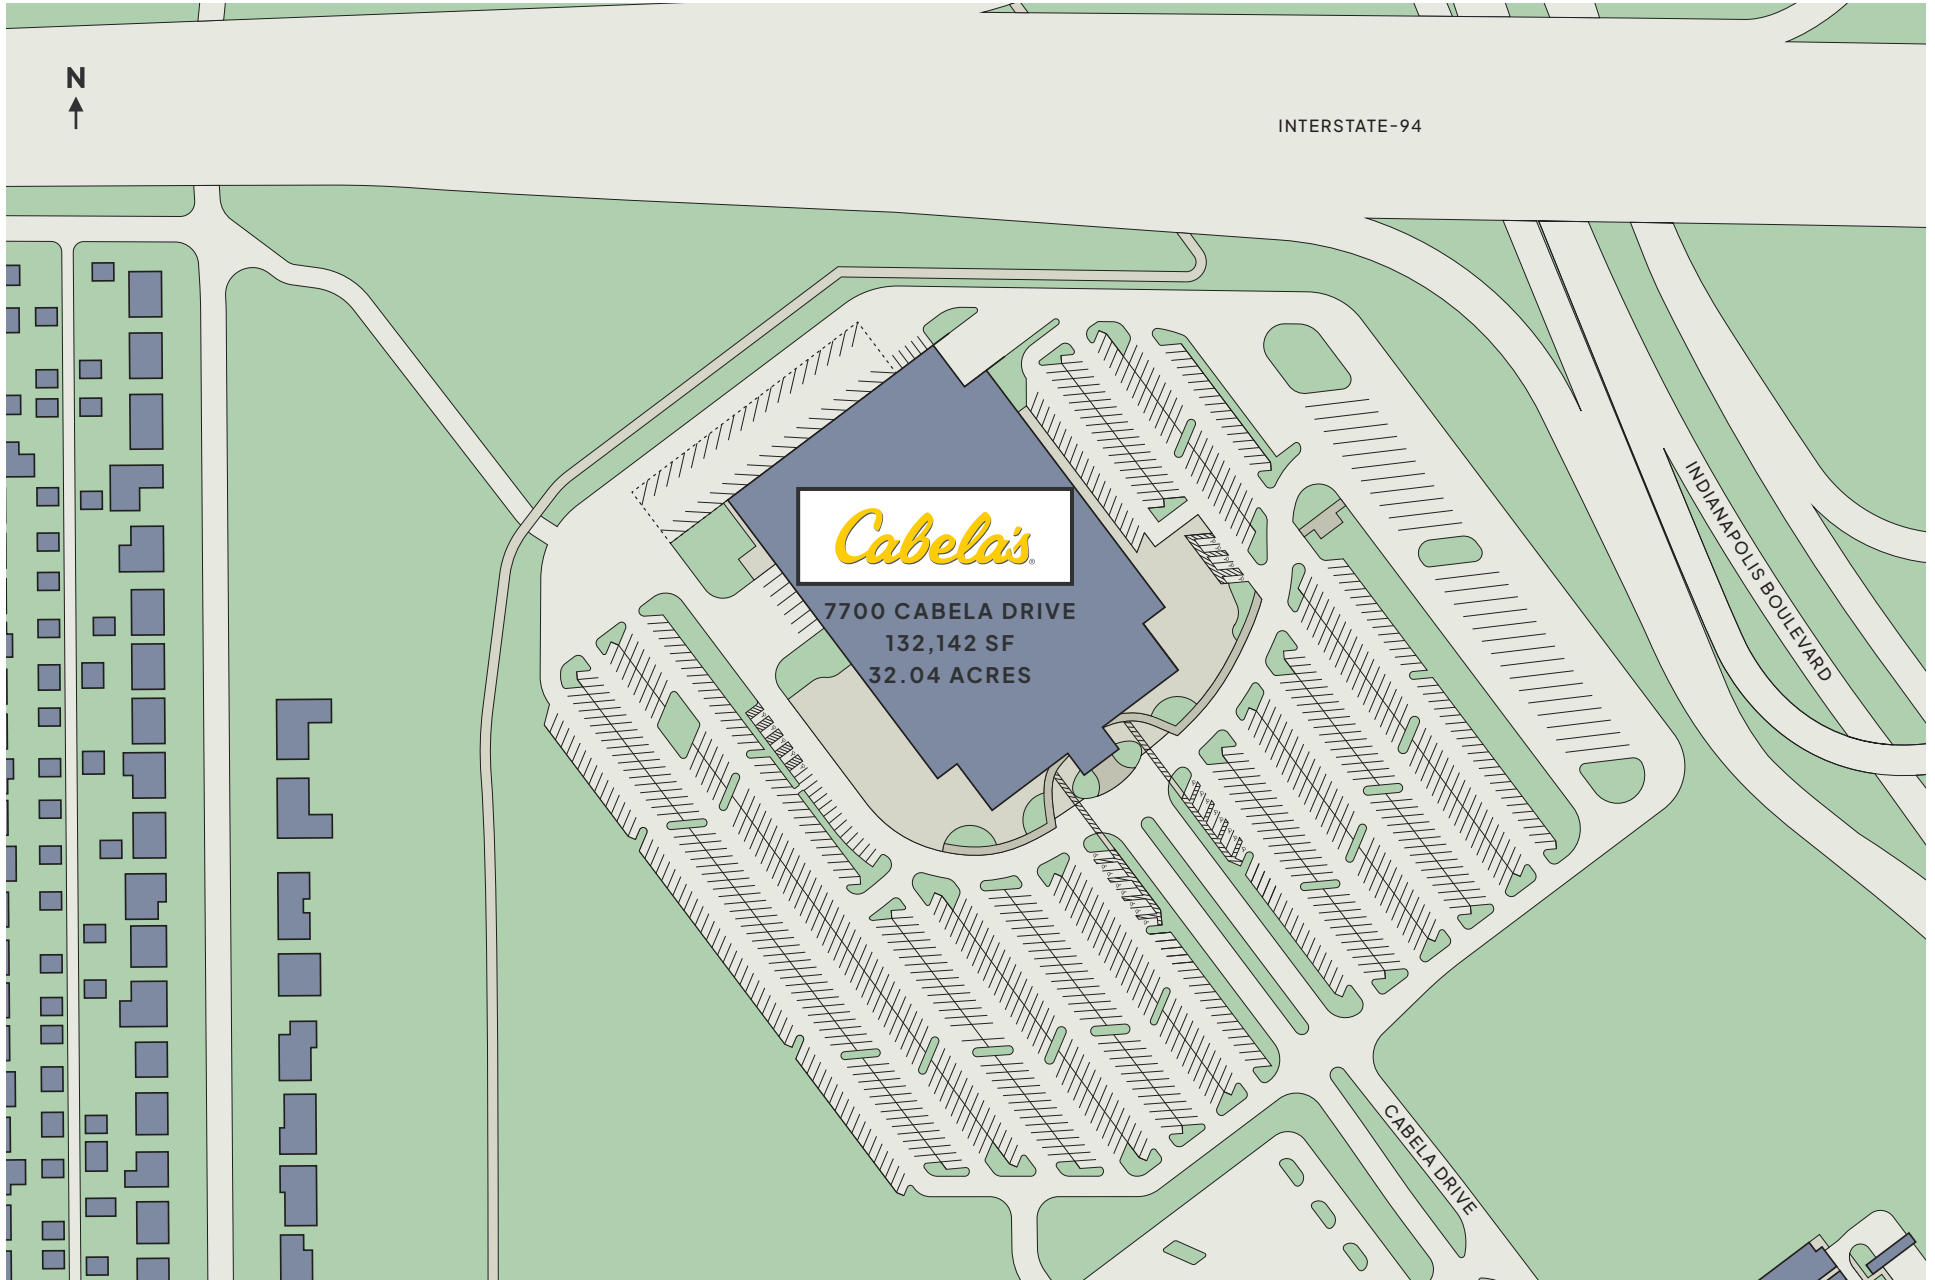 N
INTERSTATE-94
INDIANAPOLIS BOULEVARD
Cabela's®
7700 CABELA DRIVE
132,142 SF
32.04 ACRES
CABELA DRIVE